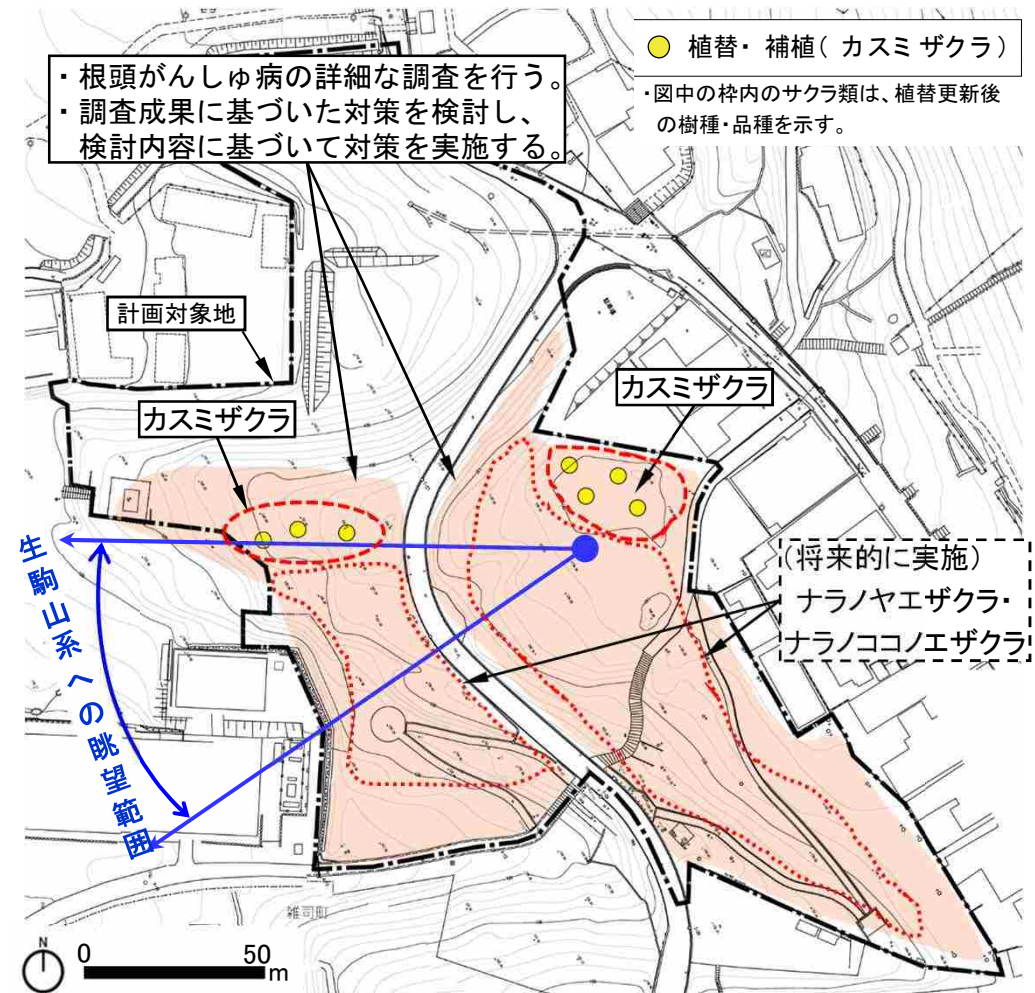 ・根頭がんしゅ病の詳細な調査を行う。
・調査成果に基づいた対策を検討し、
検討内容に基づいて対策を実施する。
植替・補植(カスミザクラ)
・図中の枠内のサクラ類は、植替更新後
の樹種・品種を示す。
計画対象地
カスミザクラ
カスミザクラ
(将来的に実施)
ナラノヤエザクラ・
ナラノココノエザクラ
生駒山系への眺望範囲
雑司町
N
0 50 m